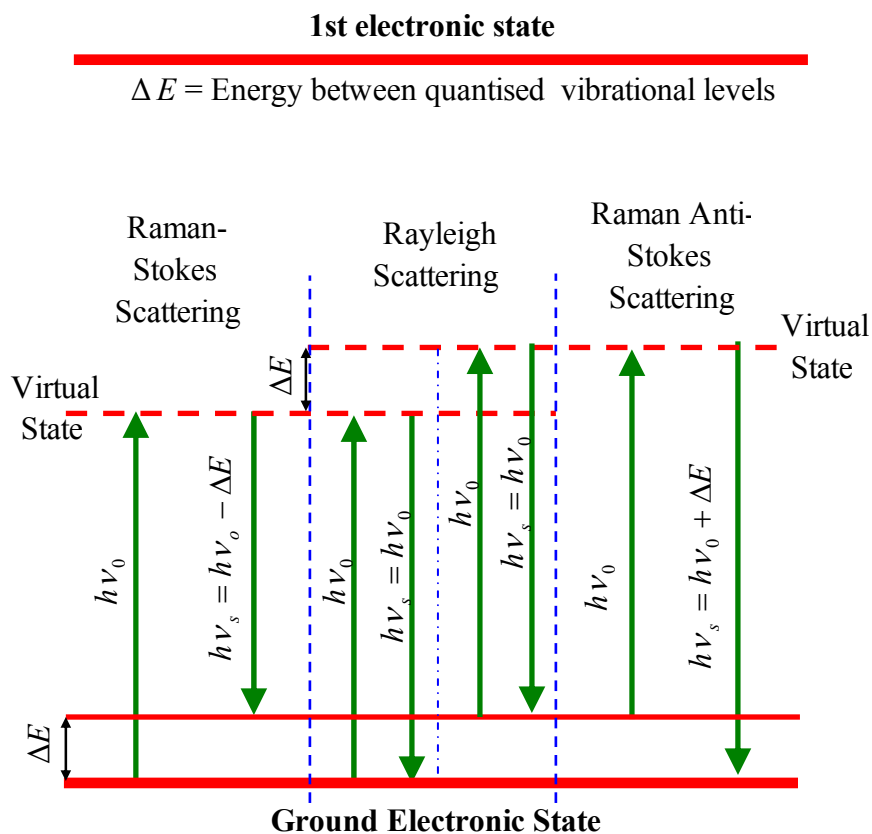 1st electronic state
Δ E = Energy between quantised vibrational levels
Raman-
Stokes
Scattering
Rayleigh
Scattering
Raman Anti-
Stokes
Scattering
Virtual
State
ΔE
Virtual
State
hν₀
hνₛ = hνₒ − ΔE
hν₀
hνₛ = hν₀
hν₀
hνₛ = hν₀
hν₀
hνₛ = hν₀ + ΔE
ΔE
Ground Electronic State